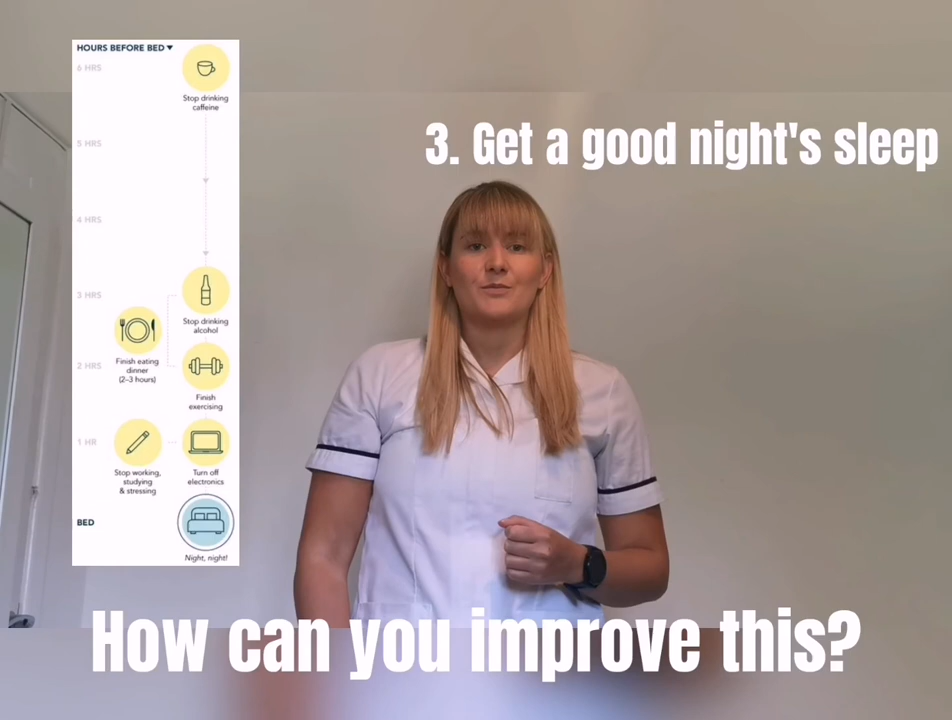 HOURS BEFORE BED ▼
6 HRS
Stop drinking
caffeine
5 HRS
4 HRS
3 HRS
Stop drinking
alcohol
Finish eating
dinner
(2–3 hours)
2 HRS
Finish
exercising
1 HR
Stop working,
studying
& stressing
Turn off
electronics
BED
Night, night!
3. Get a good night's sleep
How can you improve this?